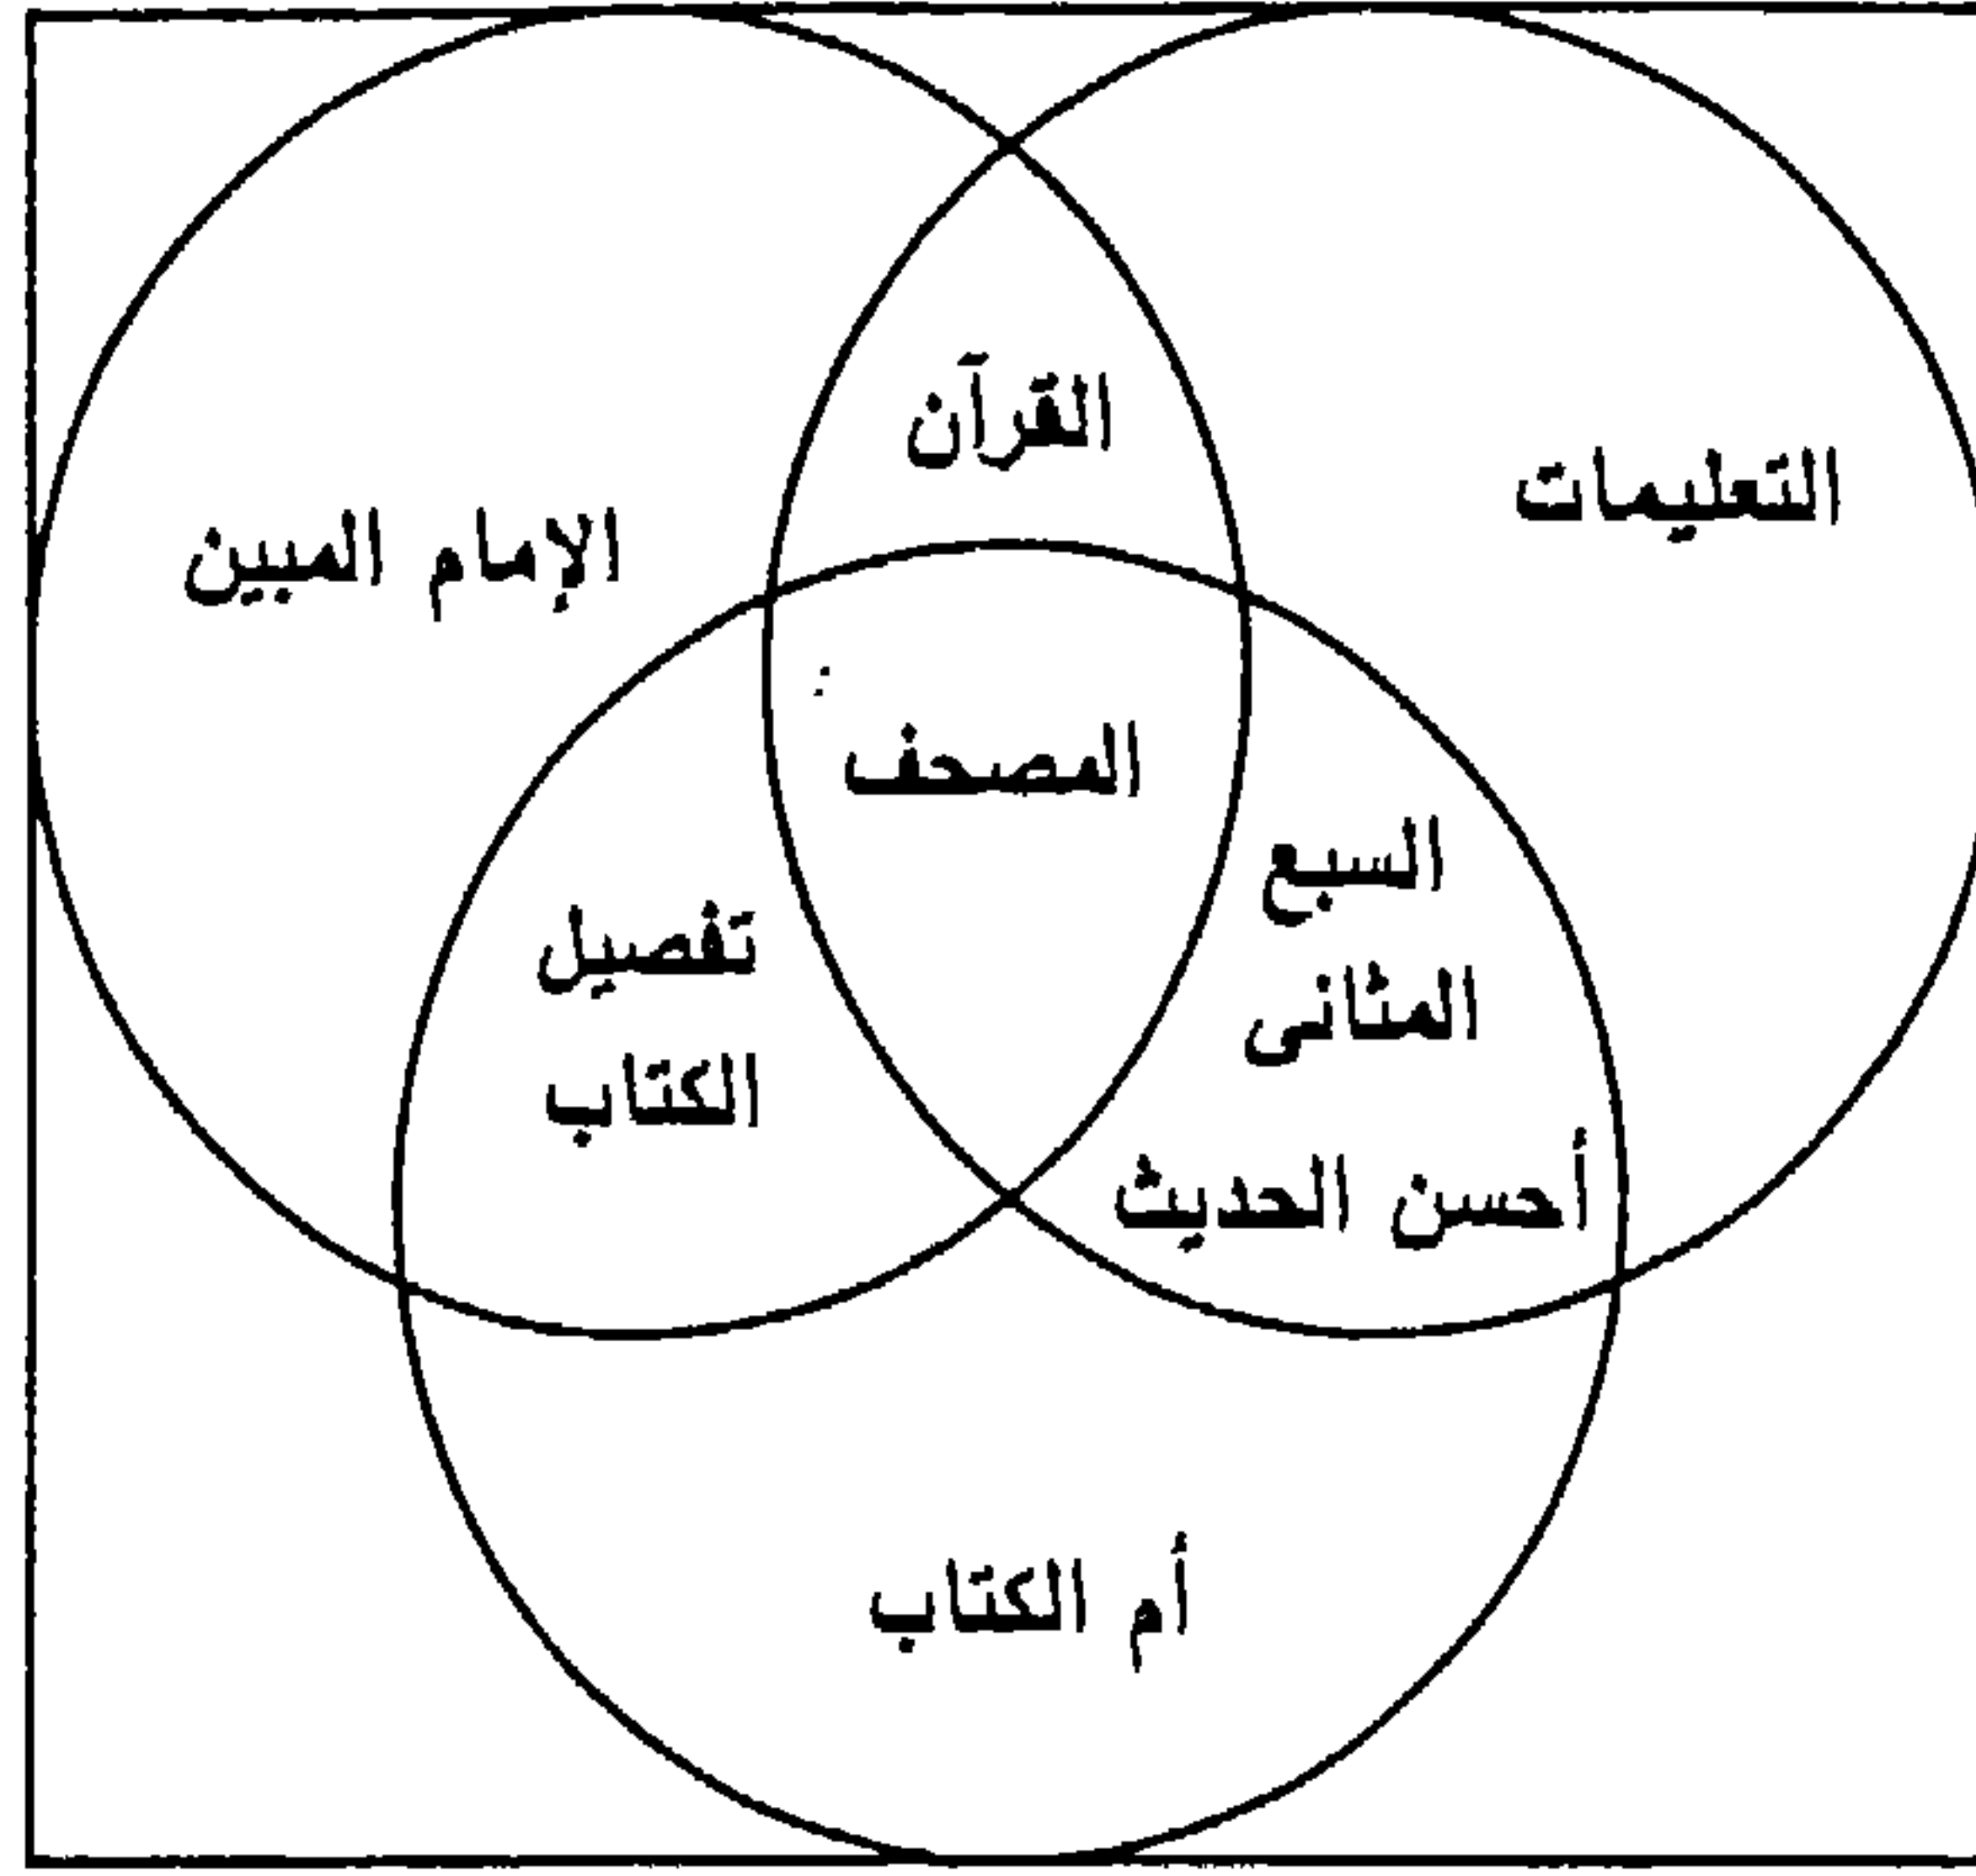 القرآن
التعليمات
الإمام المبين
المصحف
السبع
المثانى
أحسن الحديث
تفصيل
الكتاب
أم الكتاب